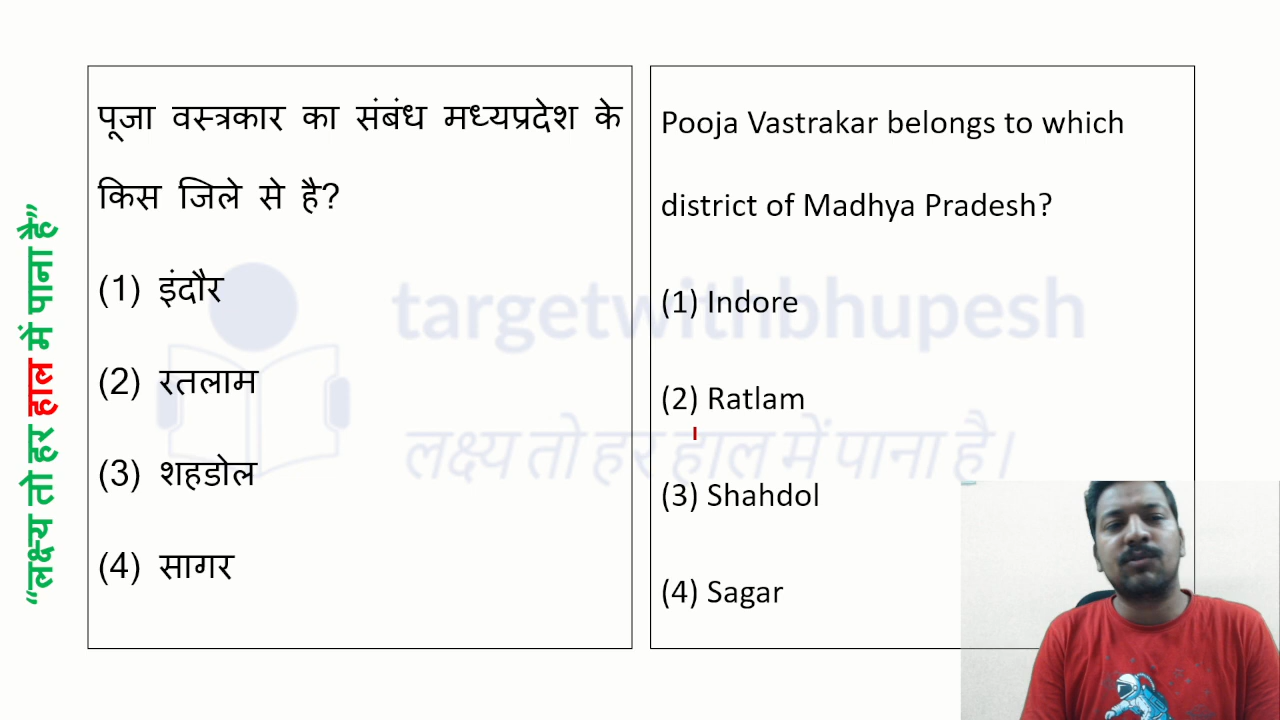 “लक्ष्य तो हर हाल में पाना है”
पूजा वस्त्रकार का संबंध मध्यप्रदेश के
किस जिले से है?
(1) इंदौर
(2) रतलाम
(3) शहडोल
(4) सागर
Pooja Vastrakar belongs to which
district of Madhya Pradesh?
(1) Indore
(2) Ratlam
(3) Shahdol
(4) Sagar
targetwithbhupesh
लक्ष्य तो हर हाल में पाना है।